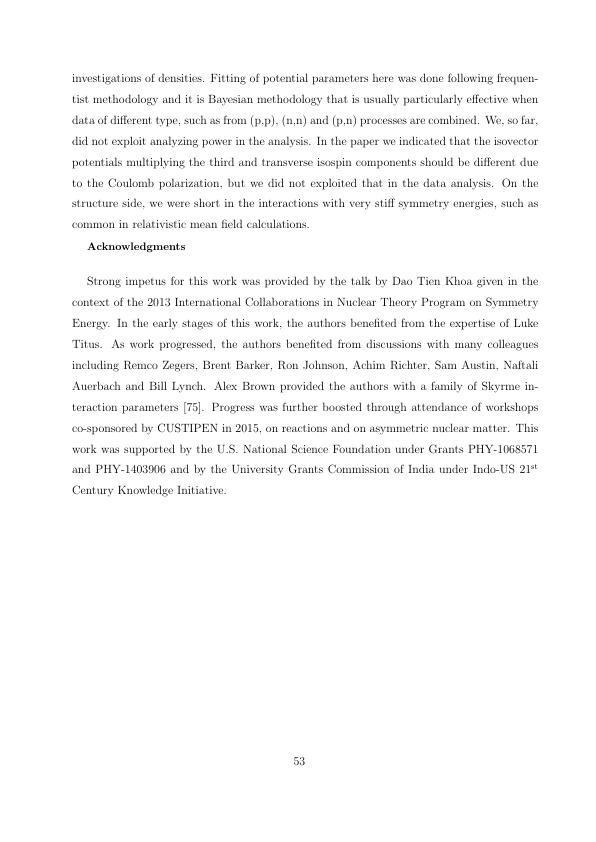 investigations of densities. Fitting of potential parameters here was done following frequen-
tist methodology and it is Bayesian methodology that is usually particularly effective when
data of different type, such as from (p,p), (n,n) and (p,n) processes are combined. We, so far,
did not exploit analyzing power in the analysis. In the paper we indicated that the isovector
potentials multiplying the third and transverse isospin components should be different due
to the Coulomb polarization, but we did not exploited that in the data analysis. On the
structure side, we were short in the interactions with very stiff symmetry energies, such as
common in relativistic mean field calculations.
Acknowledgments
Strong impetus for this work was provided by the talk by Dao Tien Khoa given in the
context of the 2013 International Collaborations in Nuclear Theory Program on Symmetry
Energy. In the early stages of this work, the authors benefited from the expertise of Luke
Titus. As work progressed, the authors benefited from discussions with many colleagues
including Remco Zegers, Brent Barker, Ron Johnson, Achim Richter, Sam Austin, Naftali
Auerbach and Bill Lynch. Alex Brown provided the authors with a family of Skyrme in-
teraction parameters [75]. Progress was further boosted through attendance of workshops
co-sponsored by CUSTIPEN in 2015, on reactions and on asymmetric nuclear matter. This
work was supported by the U.S. National Science Foundation under Grants PHY-1068571
and PHY-1403906 and by the University Grants Commission of India under Indo-US 21st
Century Knowledge Initiative.
53